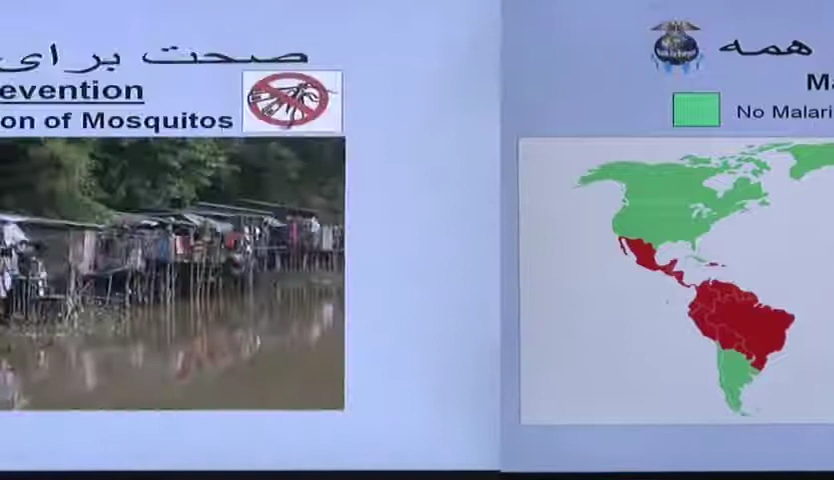 صحت برای
evention
on of Mosquitos
همه
Ma
No Malari